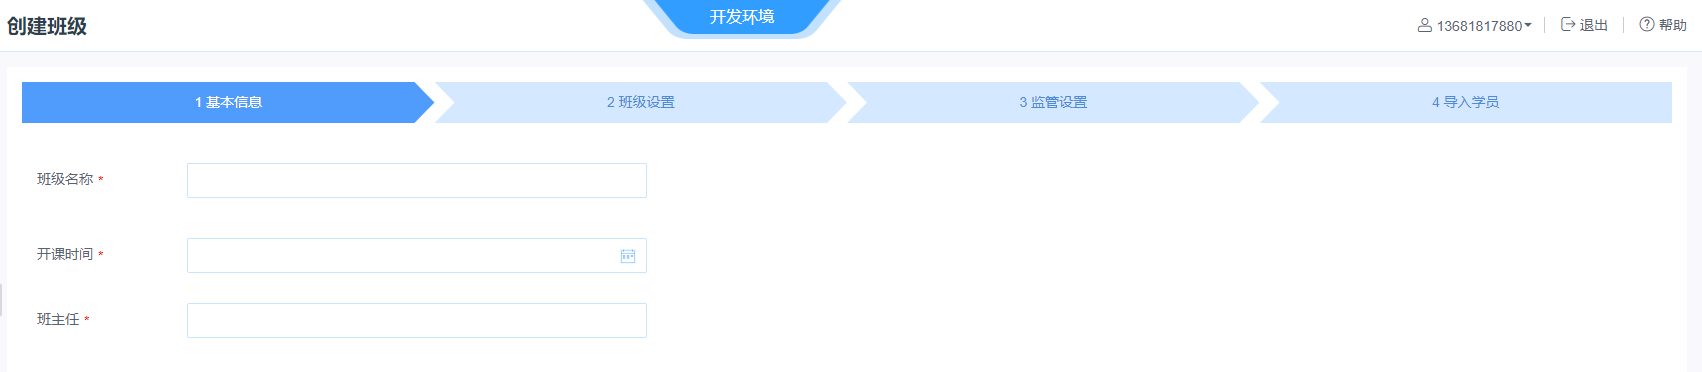 创建班级
开发环境
13681817880
退出
帮助
1 基本信息
2 班级设置
3 监管设置
4 导入学员
班级名称 *
开课时间 *
班主任 *